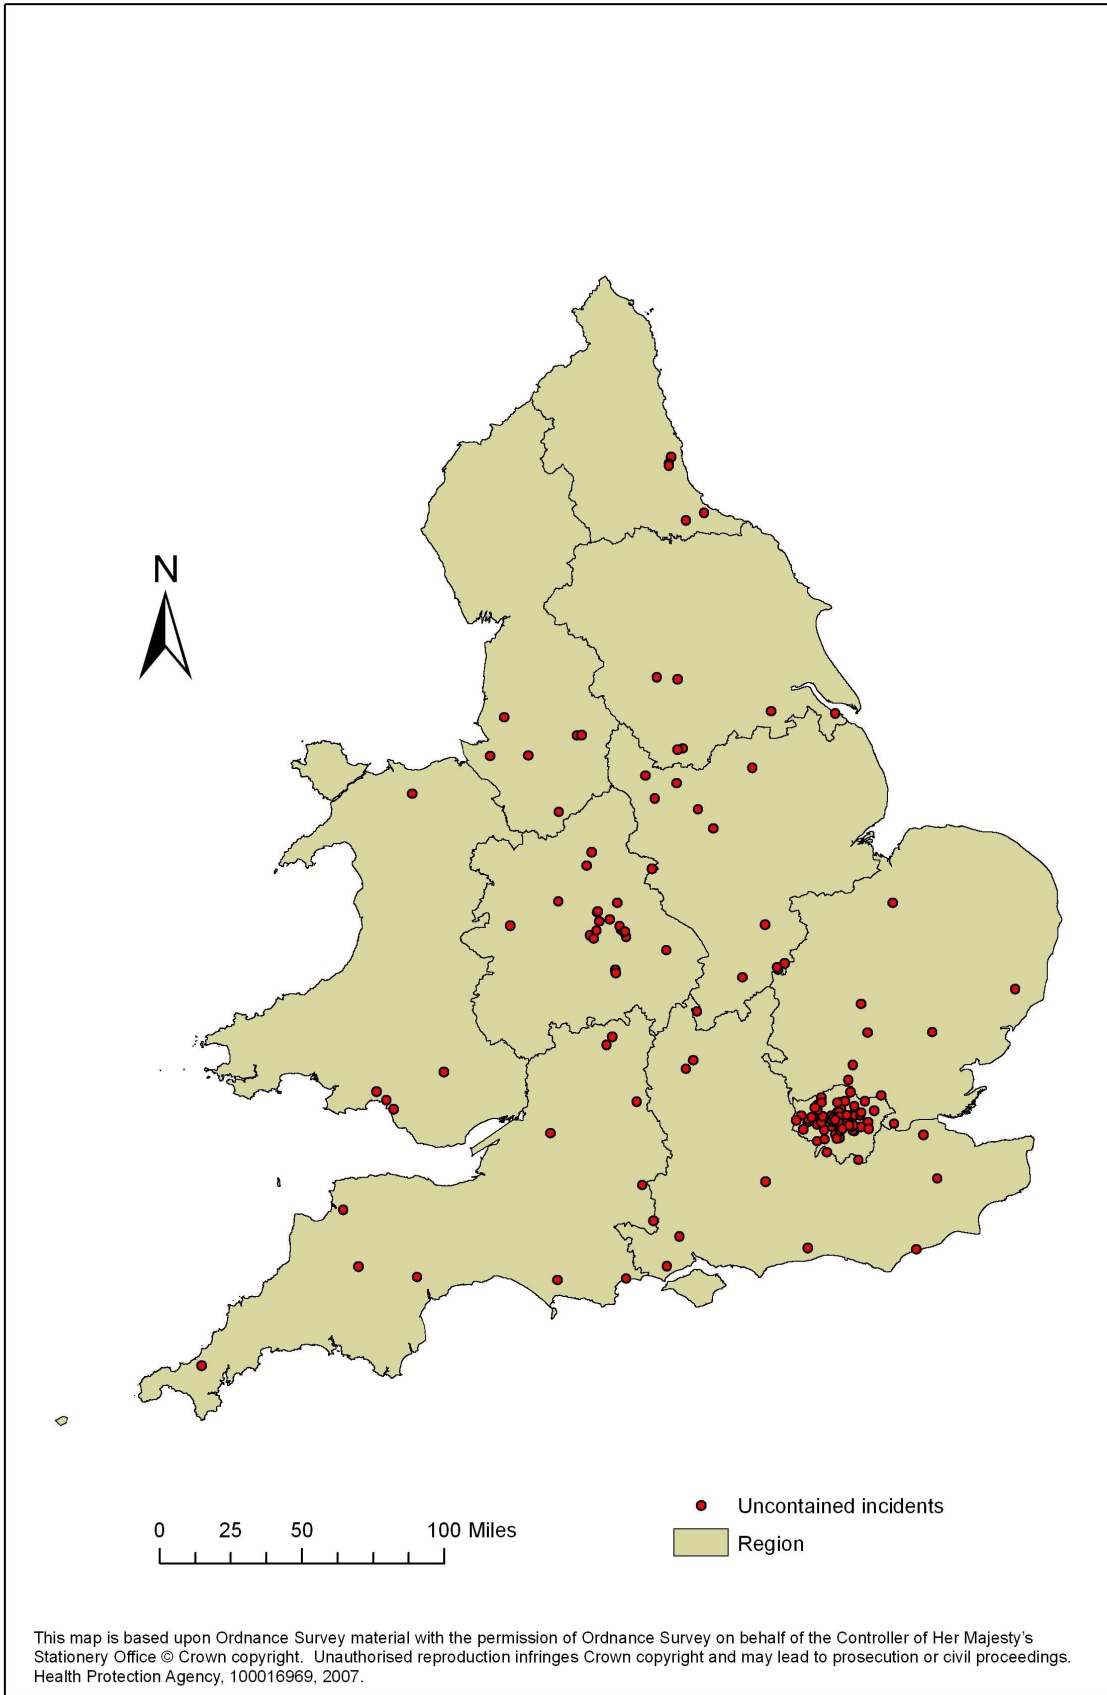 N
Uncontained incidents
0 25 50 100 Miles
Region
This map is based upon Ordnance Survey material with the permission of Ordnance Survey on behalf of the Controller of Her Majesty's
Stationery Office © Crown copyright.  Unauthorised reproduction infringes Crown copyright and may lead to prosecution or civil proceedings.
Health Protection Agency, 100016969, 2007.